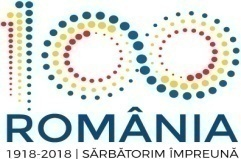 100
ROMÂNIA
1918-2018 | SĂRBĂTORIM ÎMPREUNĂ